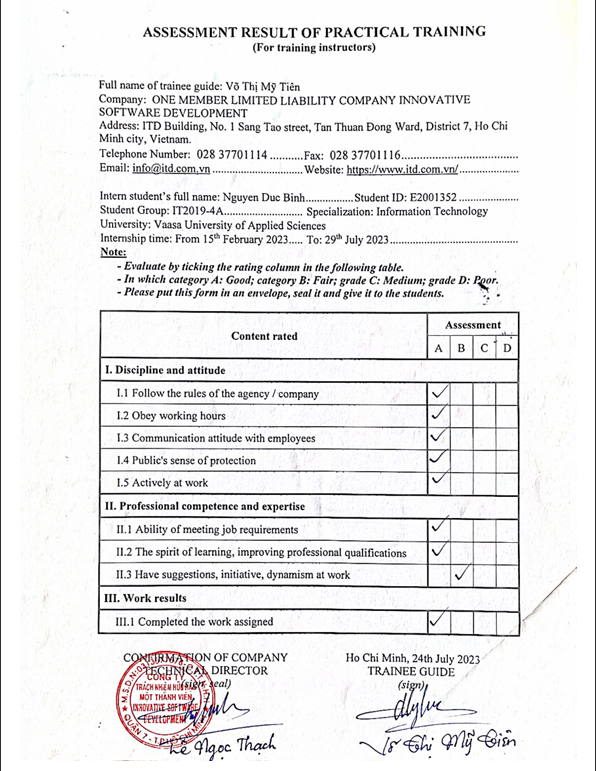 ASSESSMENT RESULT OF PRACTICAL TRAINING
(For training instructors)
Full name of trainee guide: Võ Thị Mỹ Tiên
Company: ONE MEMBER LIMITED LIABILITY COMPANY INNOVATIVE
SOFTWARE DEVELOPMENT
Address: ITD Building, No. 1 Sang Tao street, Tan Thuan Đong Ward, District 7, Ho Chi
Minh city, Vietnam.
Telephone Number: 028 37701114 ...........Fax: 028 37701116.......................................
Email: info@itd.com.vn ............................. Website: https://www.itd.com.vn/....................
Intern student's full name: Nguyen Duc Binh................Student ID: E2001352 .....................
Student Group: IT2019-4A........................... Specialization: Information Technology
University: Vaasa University of Applied Sciences
Internship time: From 15th February 2023..... To: 29th July 2023...........................................
Note:
- Evaluate by ticking the rating column in the following table.
- In which category A: Good; category B: Fair; grade C: Medium; grade D: Poor.
- Please put this form in an envelope, seal it and give it to the students.
Content rated
Assessment
A B C D
I. Discipline and attitude
I.1 Follow the rules of the agency / company ✓
I.2 Obey working hours ✓
I.3 Communication attitude with employees ✓
I.4 Public's sense of protection ✓
I.5 Actively at work ✓
II. Professional competence and expertise
II.1 Ability of meeting job requirements ✓
II.2 The spirit of learning, improving professional qualifications ✓
II.3 Have suggestions, initiative, dynamism at work ✓
III. Work results
III.1 Completed the work assigned ✓
CONFIRMATION OF COMPANY
TECHNICAL DIRECTOR
(sign, seal)
CÔNG TY
TRÁCH NHIỆM HỮU HẠN
MỘT THÀNH VIÊN
INNOVATIVE SOFTWARE
DEVELOPMENT
Lê Ngọc Thạch
Ho Chi Minh, 24th July 2023
TRAINEE GUIDE
(sign)
Võ Thị Mỹ Tiên